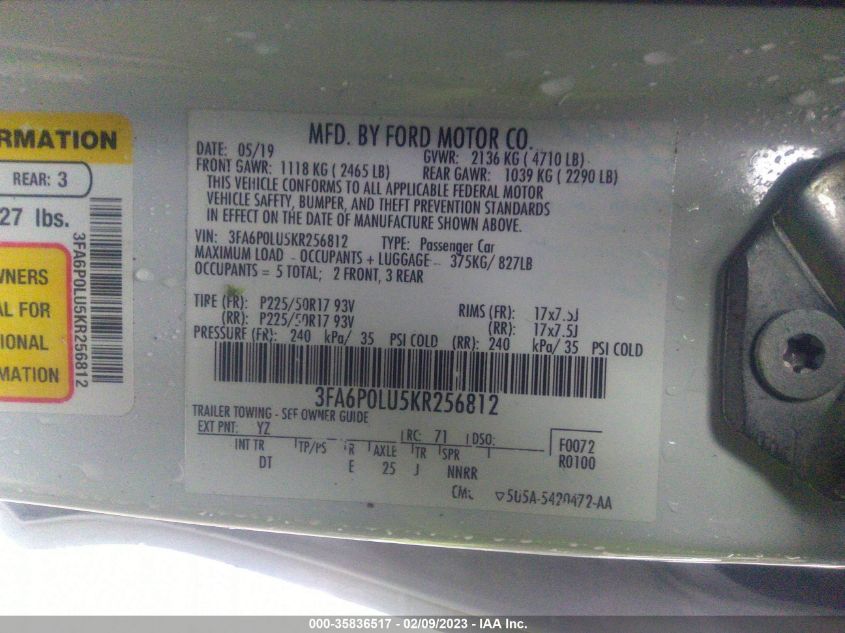 RMATION
REAR: 3
27 lbs.
WNERS
AL FOR
IONAL
MATION
3FA6P0LU5KR256812
MFD. BY FORD MOTOR CO.
DATE: 05/19 GVWR: 2136 KG ( 4710 LB)
FRONT GAWR: 1118 KG ( 2465 LB) REAR GAWR: 1039 KG ( 2290 LB)
THIS VEHICLE CONFORMS TO ALL APPLICABLE FEDERAL MOTOR
VEHICLE SAFETY, BUMPER, AND THEFT PREVENTION STANDARDS
IN EFFECT ON THE DATE OF MANUFACTURE SHOWN ABOVE.
VIN: 3FA6P0LU5KR256812 TYPE: Passenger Car
MAXIMUM LOAD - OCCUPANTS + LUGGAGE - 375KG/ 827LB
OCCUPANTS = 5 TOTAL; 2 FRONT, 3 REAR
TIRE (FR): P225/50R17 93V RIMS (FR): 17x7.5J
(RR): P225/50R17 93V (RR): 17x7.5J
PRESSURE (FR): 240 kPa/ 35 PSI COLD (RR): 240 kPa/ 35 PSI COLD
3FA6P0LU5KR256812
TRAILER TOWING - SEE OWNER GUIDE
EXT PNT: YZ RC: 71 DSO: F0072
INT TR TP/PS R AXLE TR SPR R0100
DT E 25 J NNRR
5U5A-5420472-AA
000-35836517 - 02/09/2023 - IAA Inc.